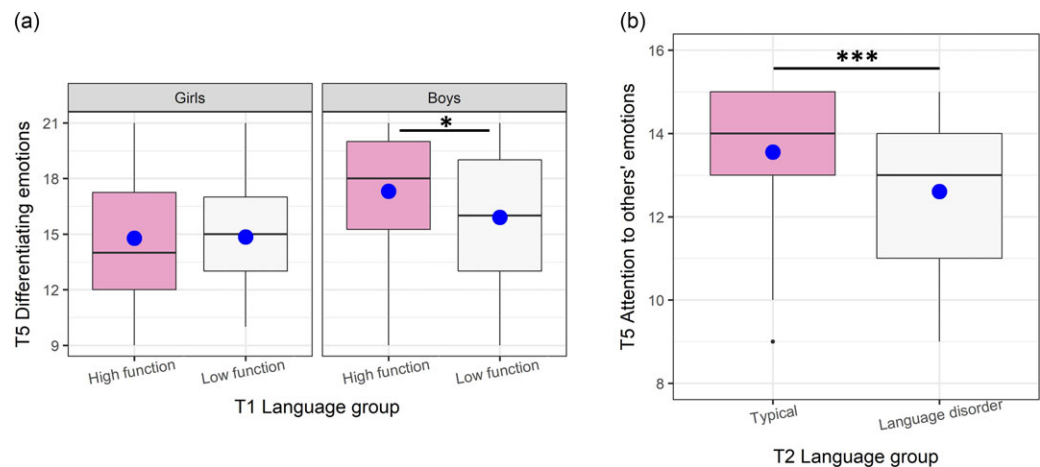 (a)
Girls
Boys
T5 Differentiating emotions
21
18
15
12
9
*
High function
Low function
High function
Low function
T1 Language group
(b)
T5 Attention to others' emotions
16
14
12
10
8
***
Typical
Language disorder
T2 Language group